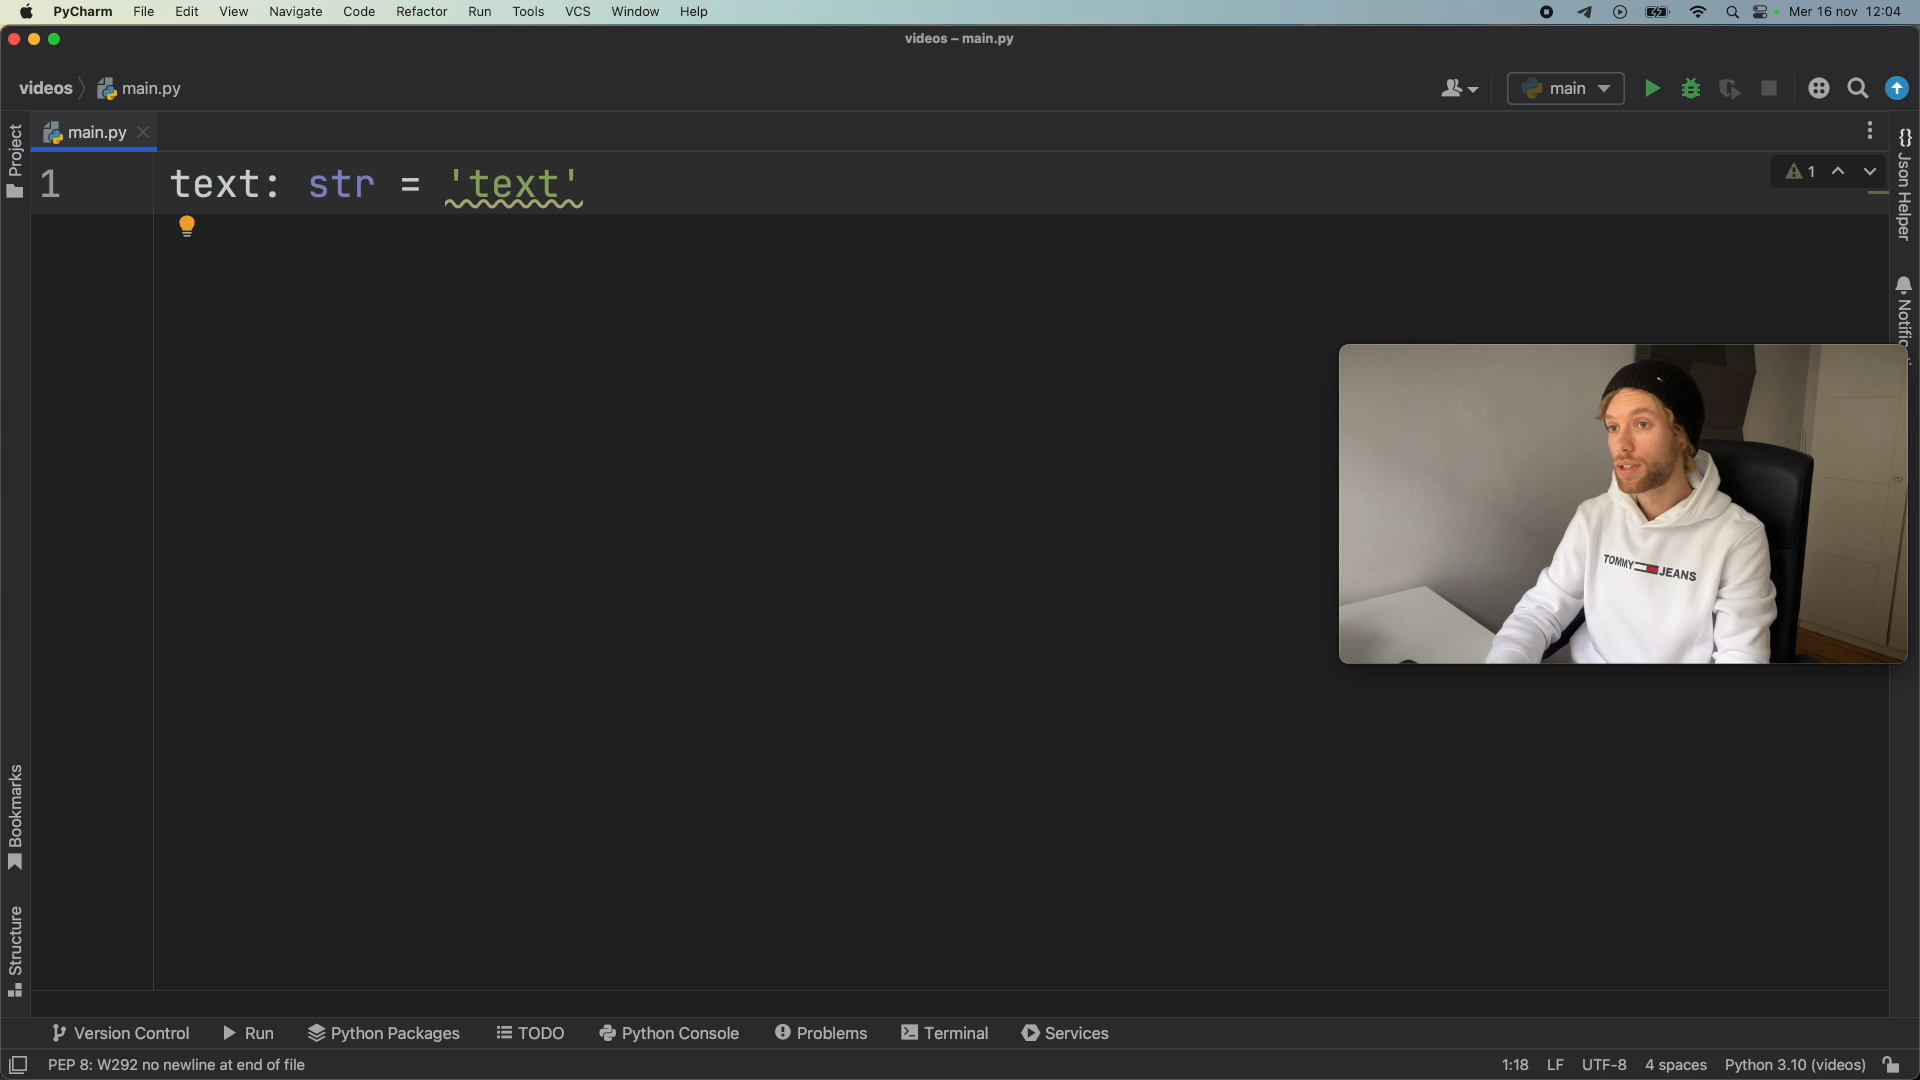 PyCharm File Edit View Navigate Code Refactor Run Tools VCS Window Help Mer 16 nov 12:04
videos – main.py
videos main.py main
main.py
Project
1 text: str = 'text'
1
Json Helper
Notific
TOMMY JEANS
Bookmarks
Structure
Version Control Run Python Packages TODO Python Console Problems Terminal Services
PEP 8: W292 no newline at end of file 1:18 LF UTF-8 4 spaces Python 3.10 (videos)